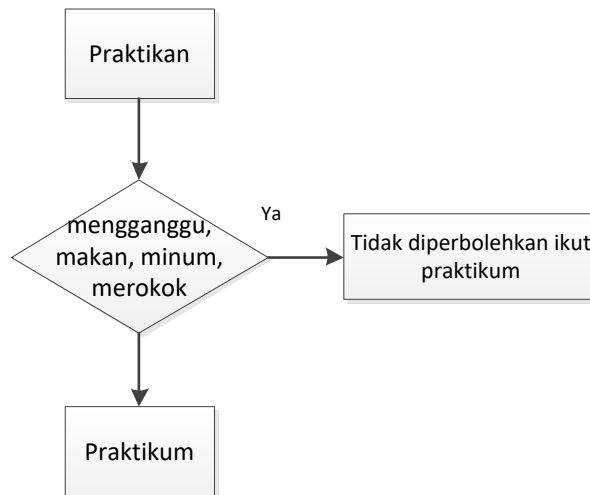 Praktikan
mengganggu,
makan, minum,
merokok
Ya
Tidak diperbolehkan ikut
praktikum
Praktikum